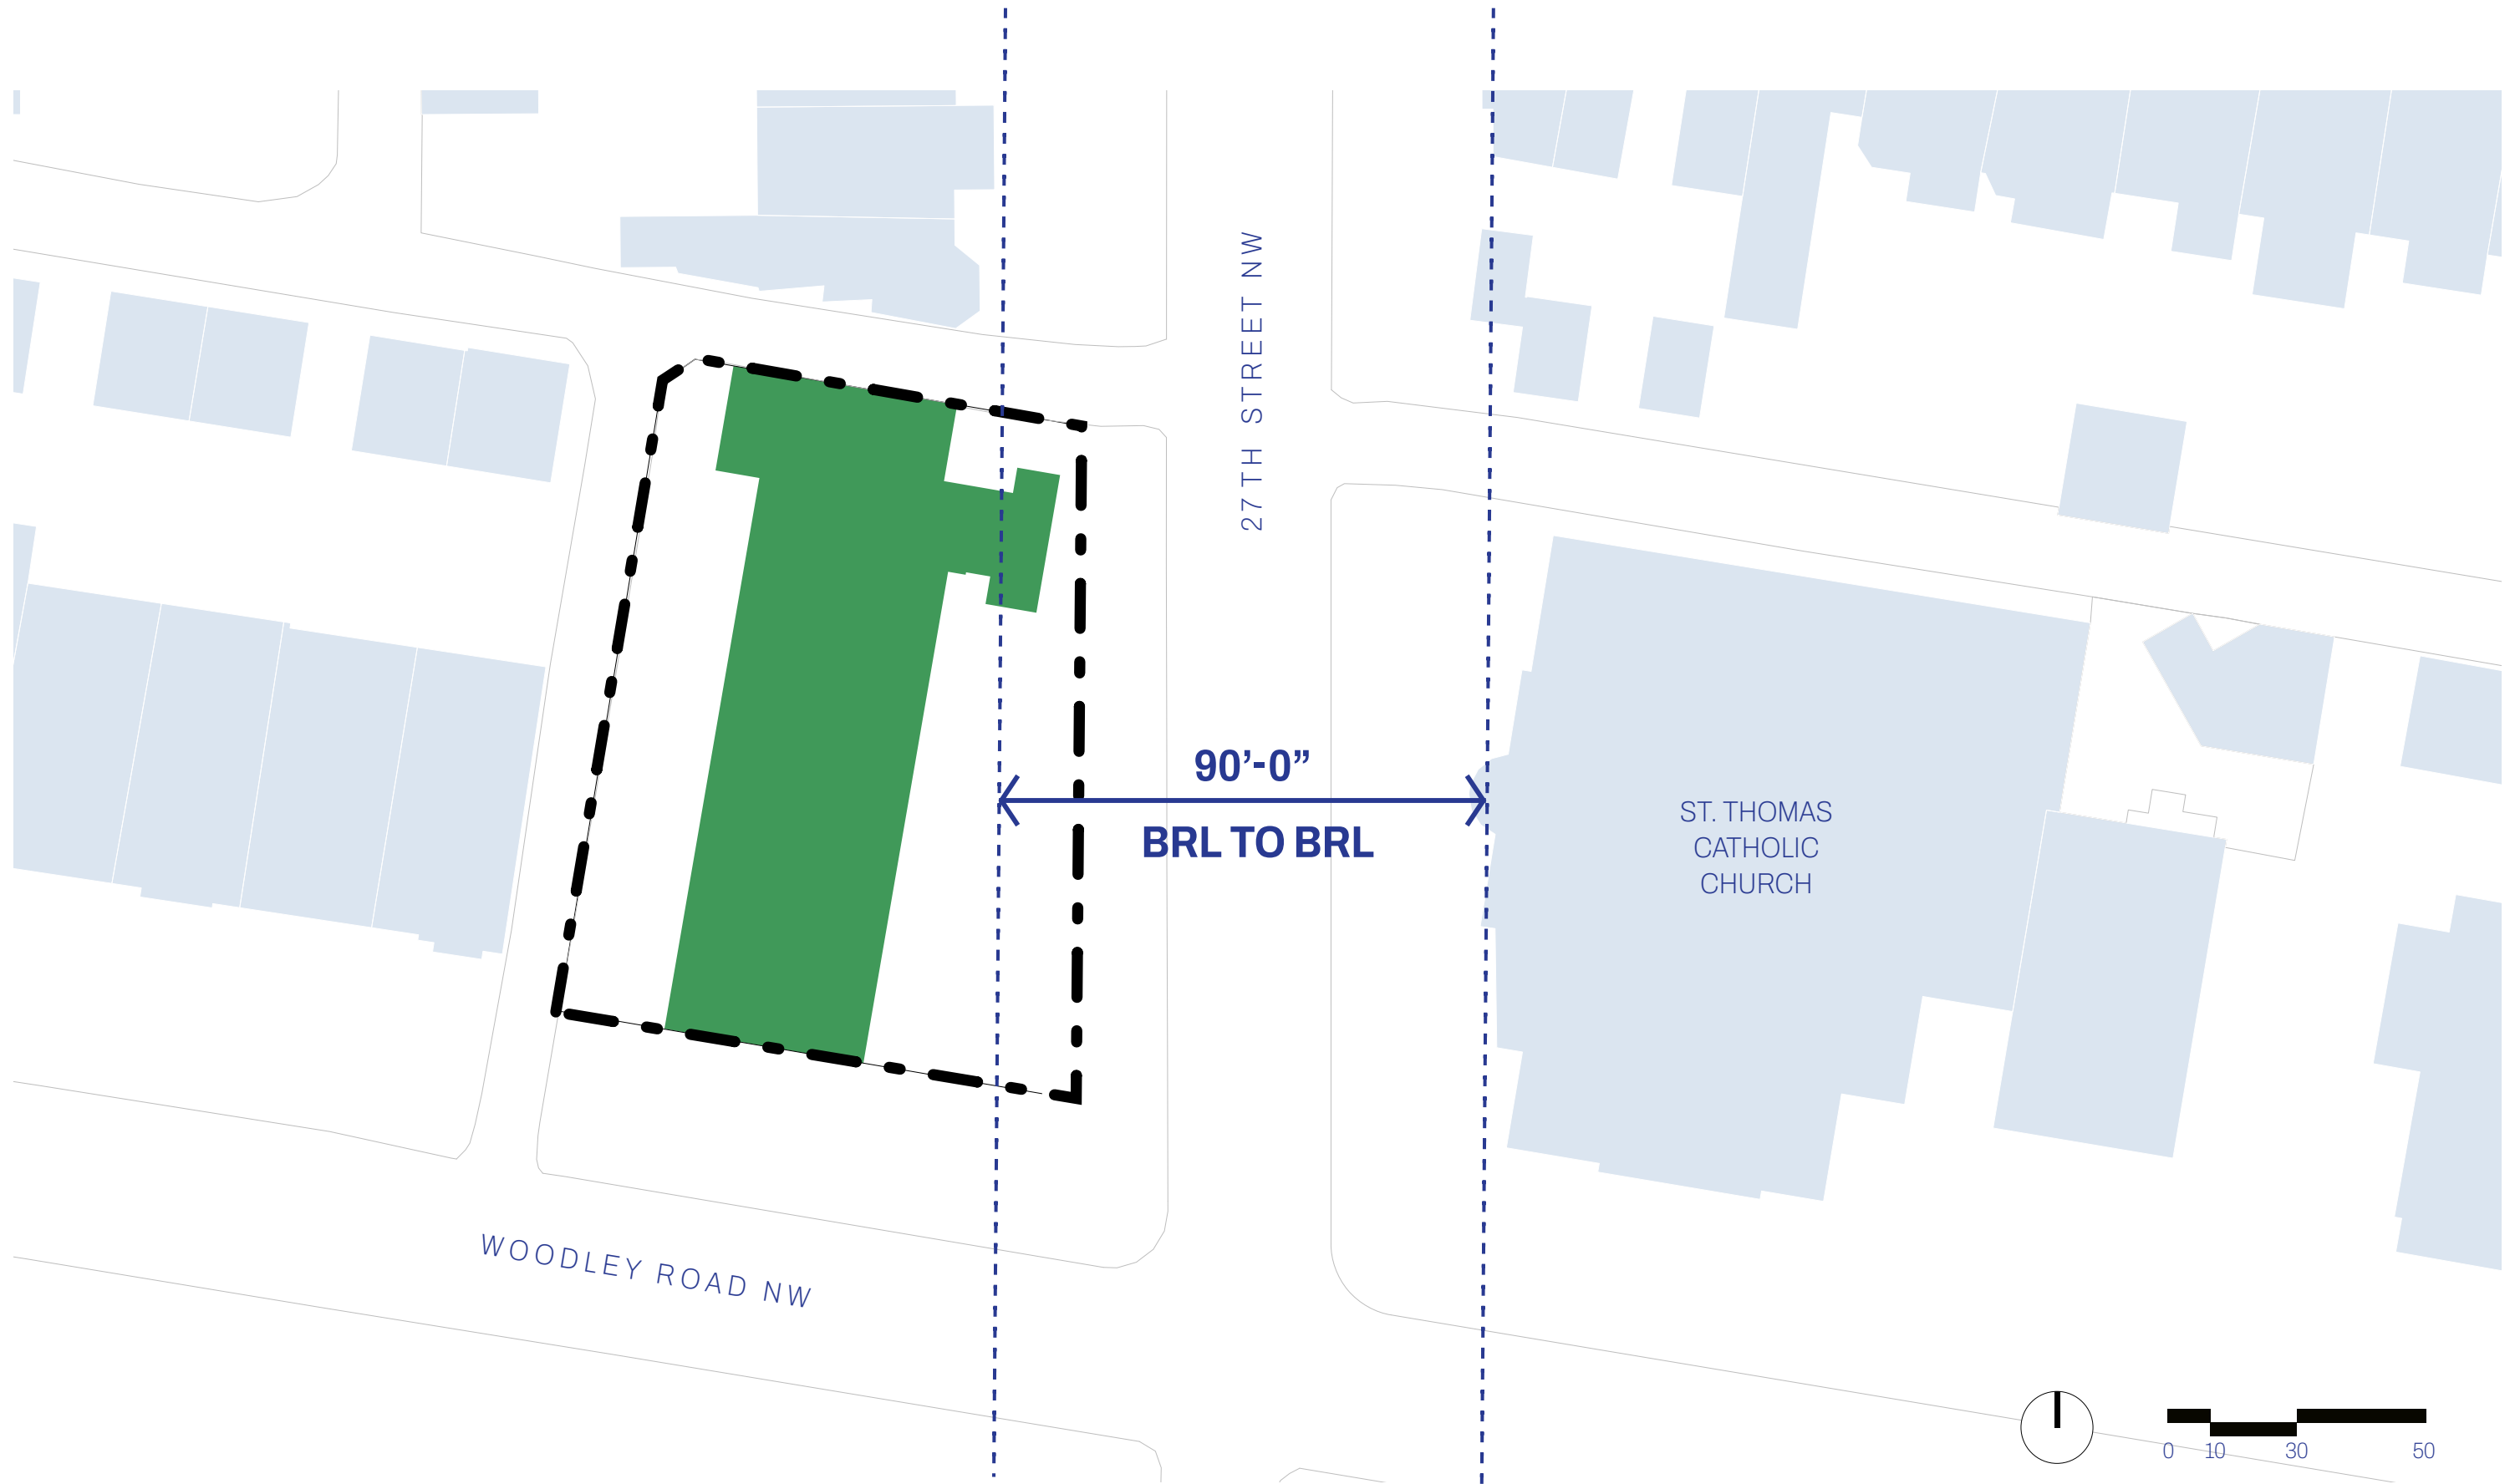 27TH STREET NW
90’-0”
BRL TO BRL
ST. THOMAS
CATHOLIC
CHURCH
WOODLEY ROAD NW
0 10 30 50